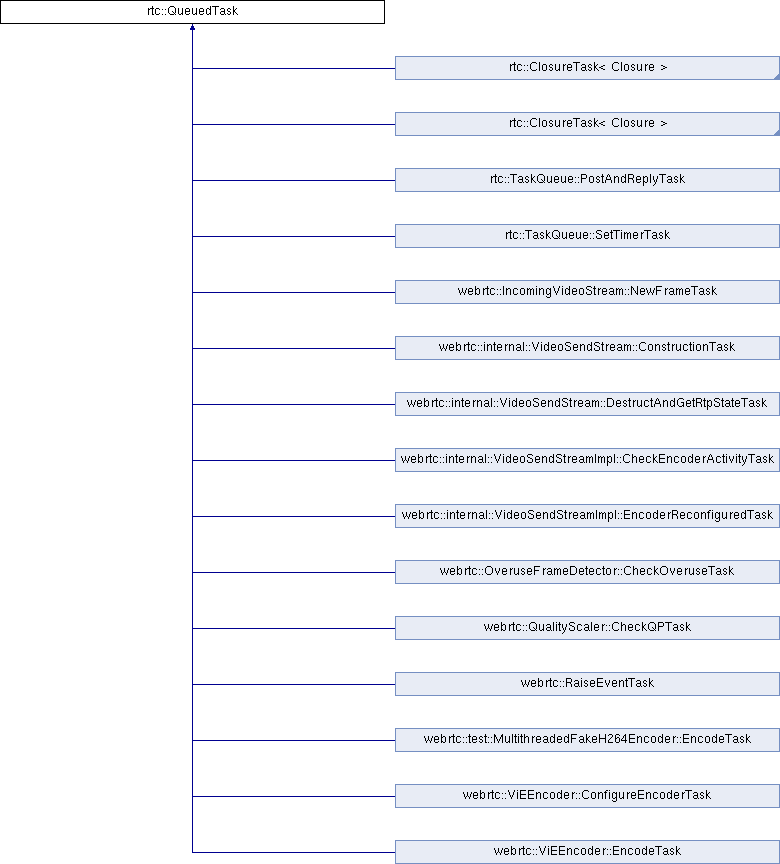 rtc::QueuedTask
rtc::ClosureTask< Closure >
rtc::ClosureTask< Closure >
rtc::TaskQueue::PostAndReplyTask
rtc::TaskQueue::SetTimerTask
webrtc::IncomingVideoStream::NewFrameTask
webrtc::internal::VideoSendStream::ConstructionTask
webrtc::internal::VideoSendStream::DestructAndGetRtpStateTask
webrtc::internal::VideoSendStreamImpl::CheckEncoderActivityTask
webrtc::internal::VideoSendStreamImpl::EncoderReconfiguredTask
webrtc::OveruseFrameDetector::CheckOveruseTask
webrtc::QualityScaler::CheckQPTask
webrtc::RaiseEventTask
webrtc::test::MultithreadedFakeH264Encoder::EncodeTask
webrtc::ViEEncoder::ConfigureEncoderTask
webrtc::ViEEncoder::EncodeTask